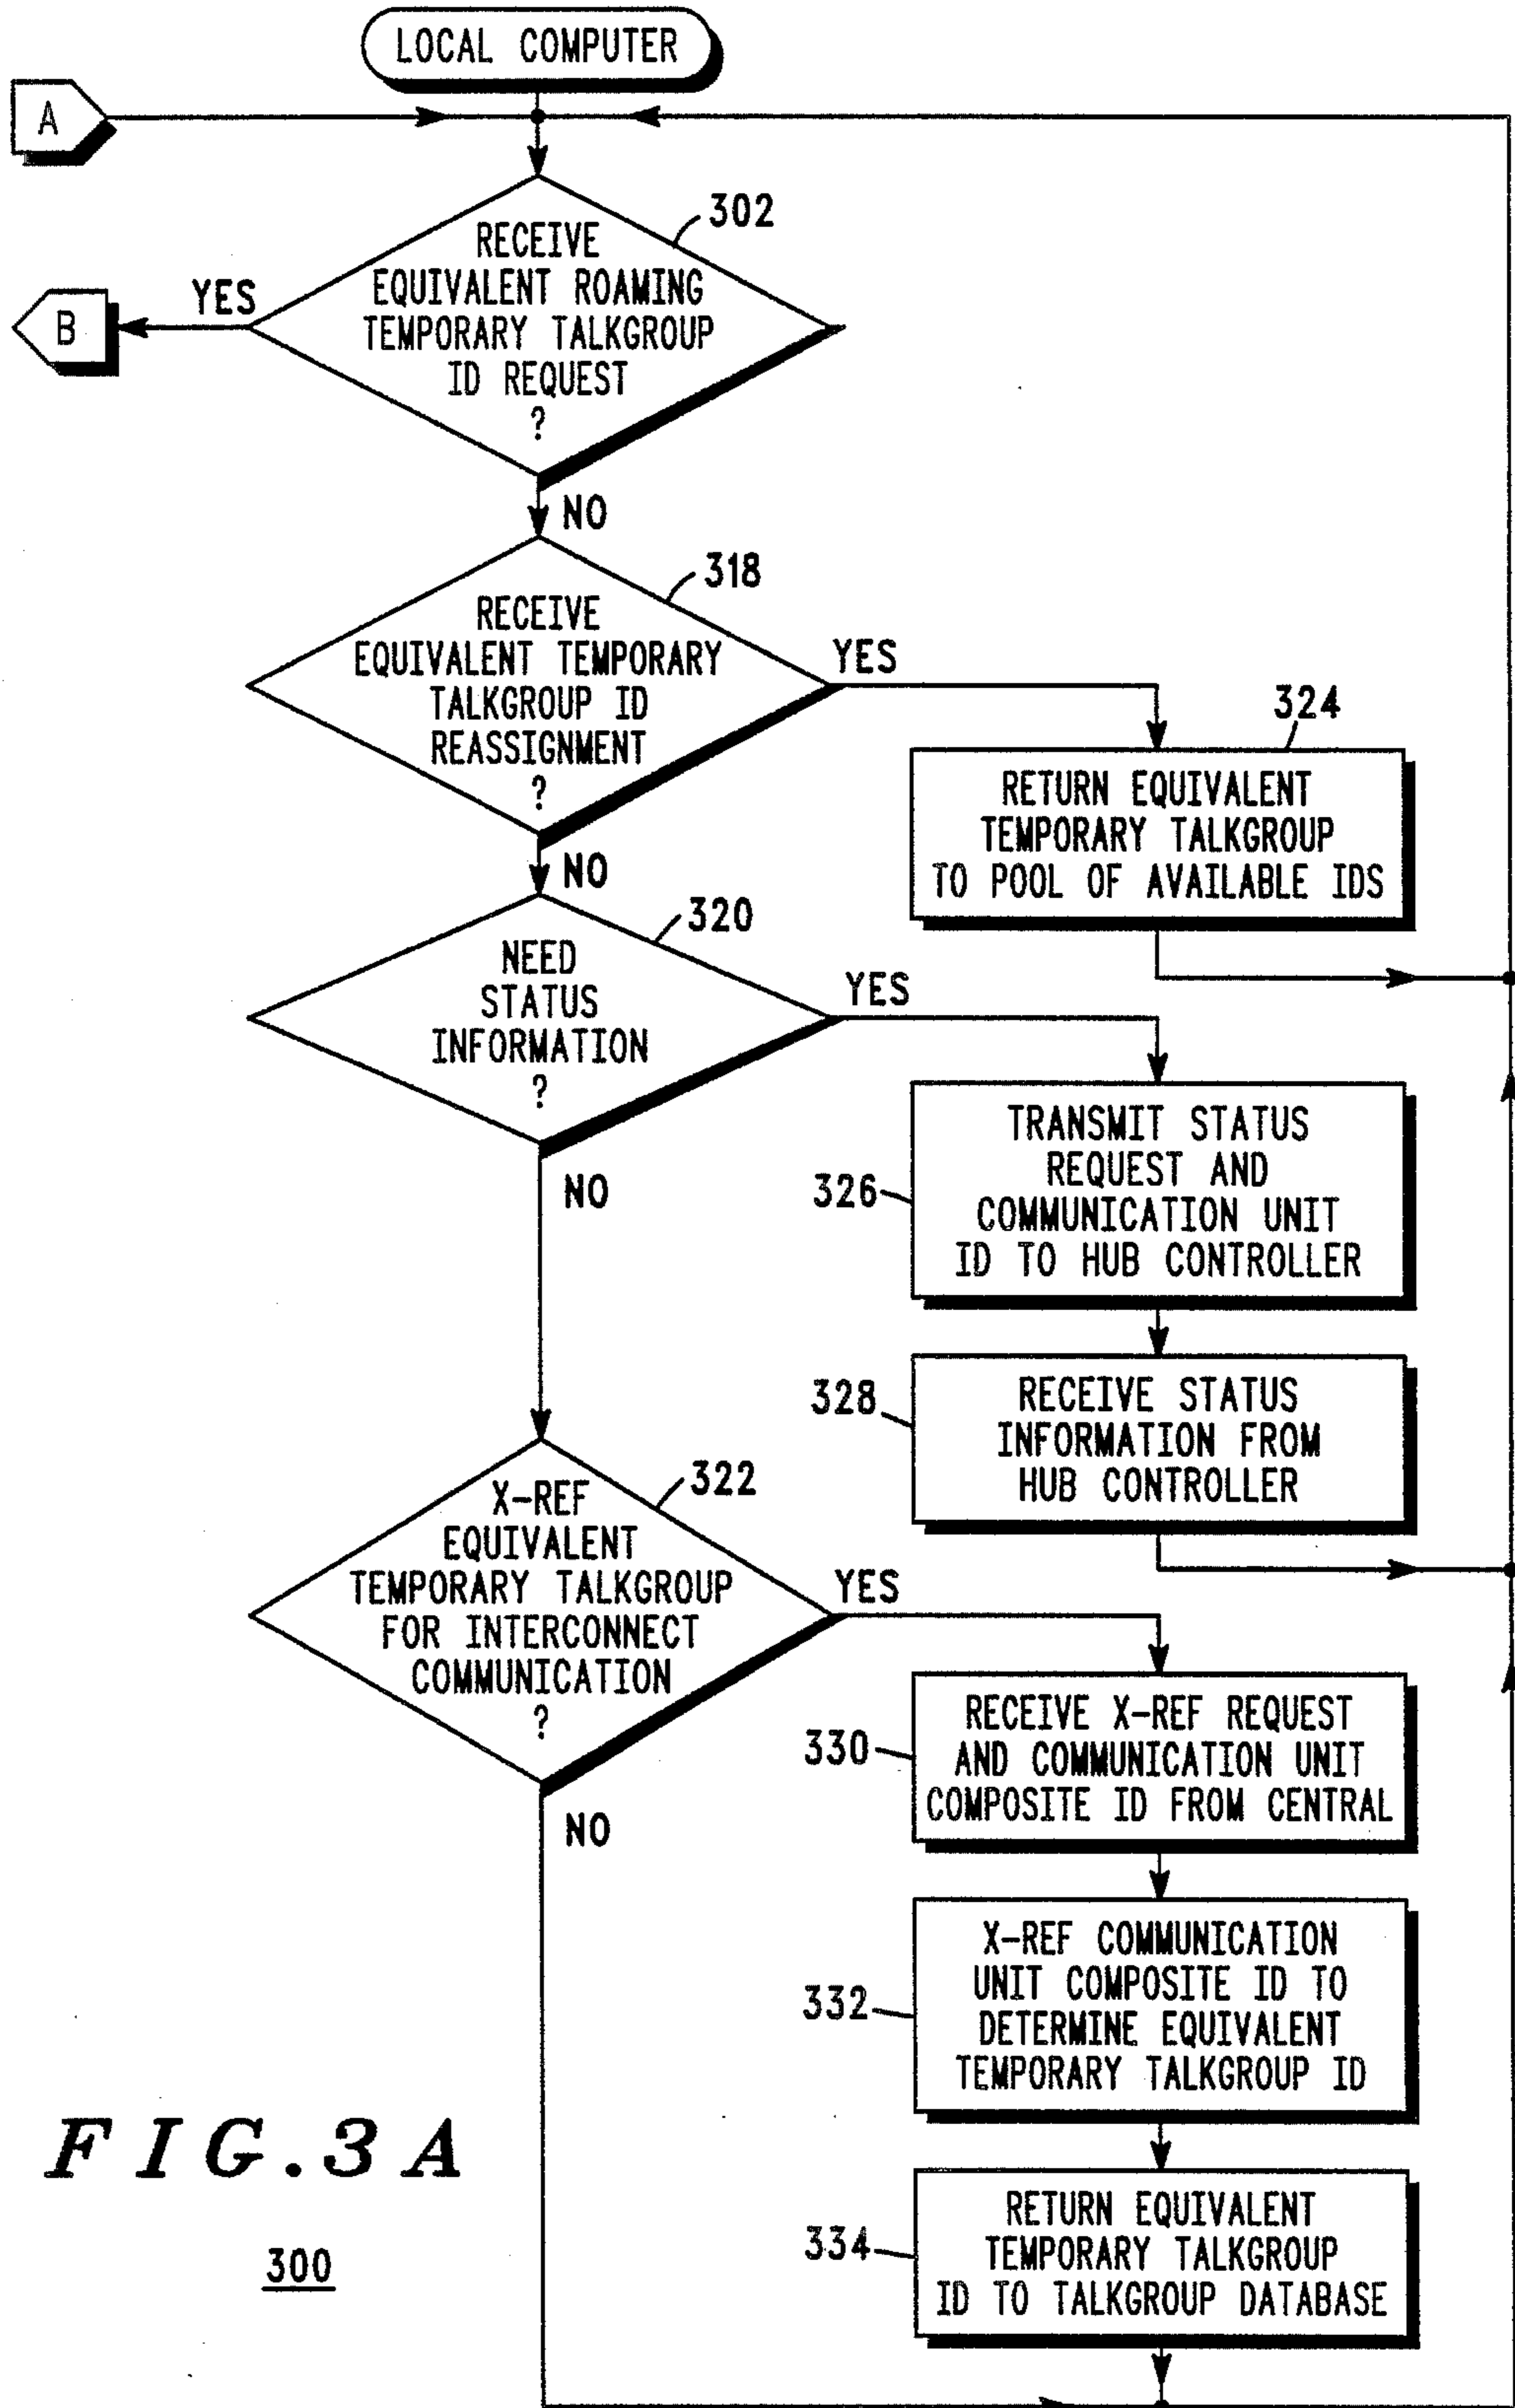 LOCAL COMPUTER
A
302
RECEIVE
EQUIVALENT ROAMING
TEMPORARY TALKGROUP
ID REQUEST
?
YES
B
NO
318
RECEIVE
EQUIVALENT TEMPORARY
TALKGROUP ID
REASSIGNMENT
?
YES
324
RETURN EQUIVALENT
TEMPORARY TALKGROUP
TO POOL OF AVAILABLE IDS
NO
320
NEED
STATUS
INFORMATION
?
YES
326
TRANSMIT STATUS
REQUEST AND
COMMUNICATION UNIT
ID TO HUB CONTROLLER
NO
328
RECEIVE STATUS
INFORMATION FROM
HUB CONTROLLER
322
X-REF
EQUIVALENT
TEMPORARY TALKGROUP
FOR INTERCONNECT
COMMUNICATION
?
YES
330
RECEIVE X-REF REQUEST
AND COMMUNICATION UNIT
COMPOSITE ID FROM CENTRAL
NO
332
X-REF COMMUNICATION
UNIT COMPOSITE ID TO
DETERMINE EQUIVALENT
TEMPORARY TALKGROUP ID
334
RETURN EQUIVALENT
TEMPORARY TALKGROUP
ID TO TALKGROUP DATABASE
FIG.3A
300